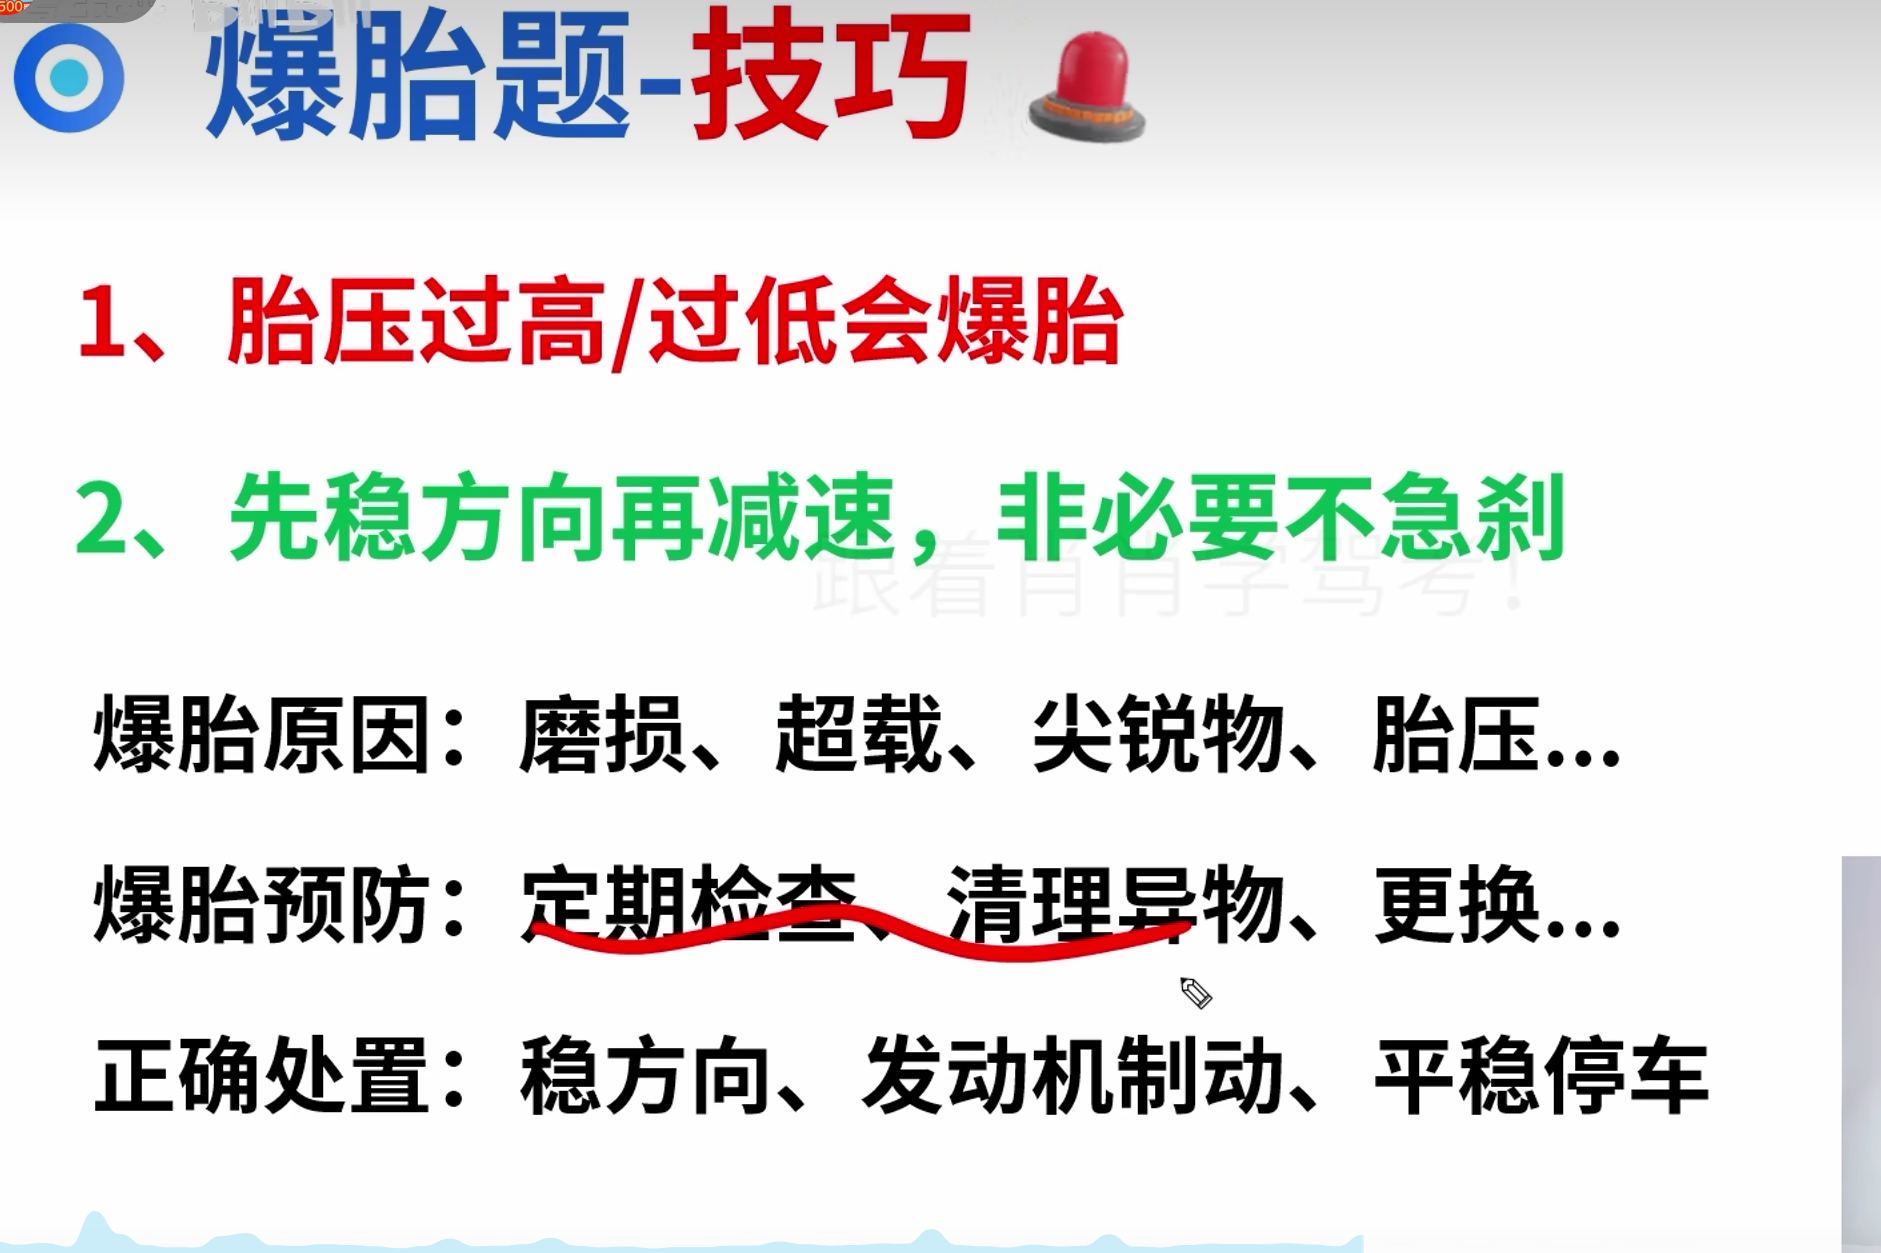 500
爆胎题-技巧
1、胎压过高/过低会爆胎
2、先稳方向再减速，非必要不急刹
跟着肖肖学驾考！
爆胎原因：磨损、超载、尖锐物、胎压...
爆胎预防：定期检查、清理异物、更换...
正确处置：稳方向、发动机制动、平稳停车